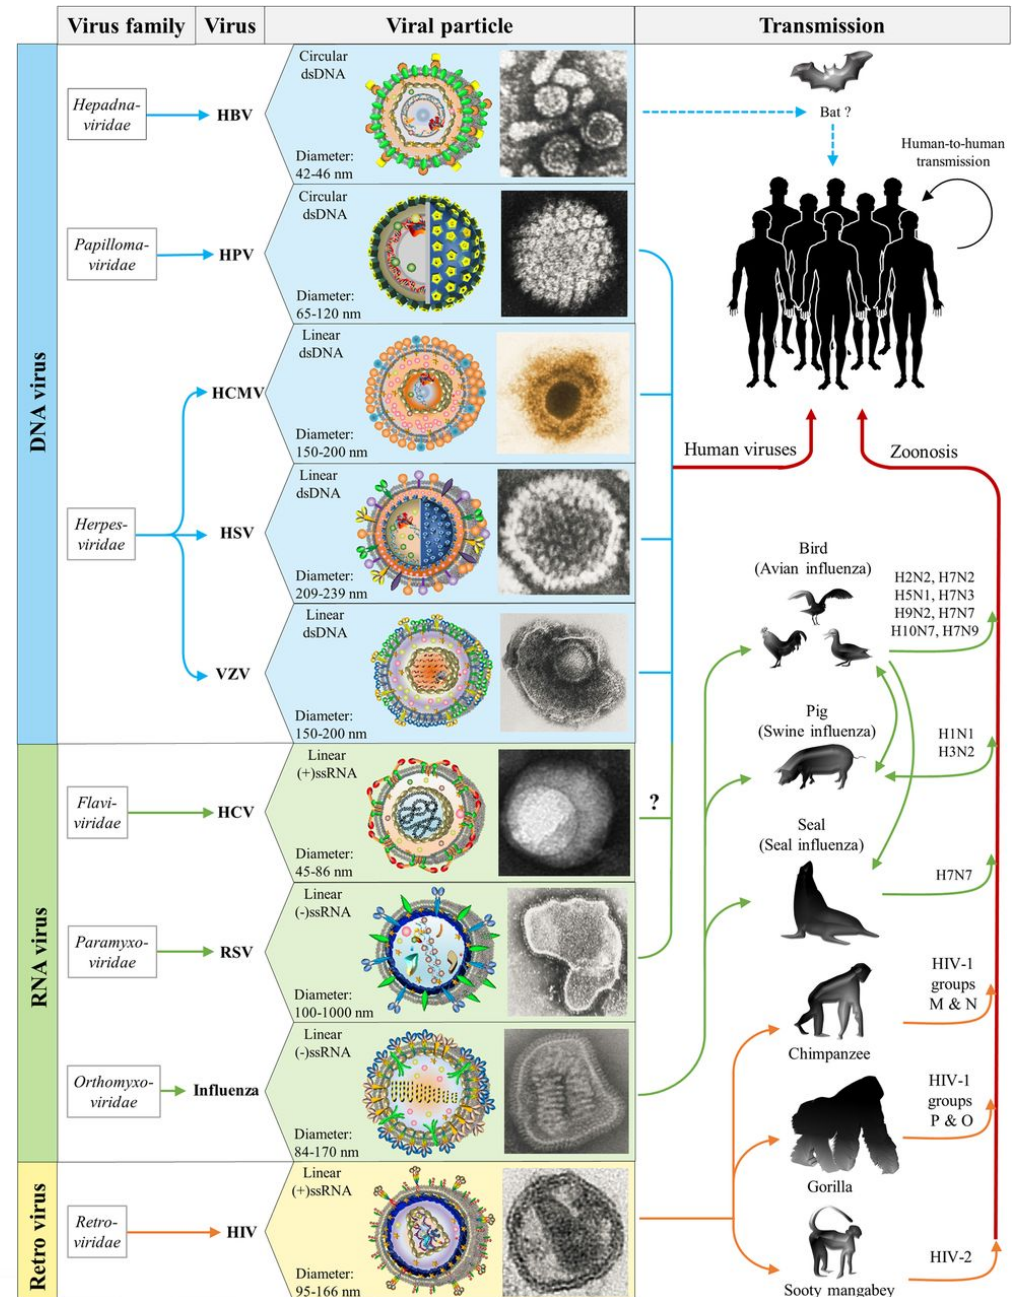 Virus family
Virus
Viral particle
Transmission
DNA virus
Hepadna-
viridae
HBV
Circular
dsDNA
Diameter:
42-46 nm
Bat ?
Human-to-human
transmission
Papilloma-
viridae
HPV
Circular
dsDNA
Diameter:
65-120 nm
Herpes-
viridae
HCMV
Linear
dsDNA
Diameter:
150-200 nm
HSV
Linear
dsDNA
Diameter:
209-239 nm
VZV
Linear
dsDNA
Diameter:
150-200 nm
Human viruses
Zoonosis
RNA virus
Flavi-
viridae
HCV
Linear
(+)ssRNA
Diameter:
45-86 nm
?
Paramyxo-
viridae
RSV
Linear
(-)ssRNA
Diameter:
100-1000 nm
Orthomyxo-
viridae
Influenza
Linear
(-)ssRNA
Diameter:
84-170 nm
Bird
(Avian influenza)
H2N2, H7N2
H5N1, H7N3
H9N2, H7N7
H10N7, H7N9
Pig
(Swine influenza)
H1N1
H3N2
Seal
(Seal influenza)
H7N7
Retro virus
Retro-
viridae
HIV
Linear
(+)ssRNA
Diameter:
95-166 nm
Chimpanzee
HIV-1
groups
M & N
Gorilla
HIV-1
groups
P & O
Sooty mangabey
HIV-2